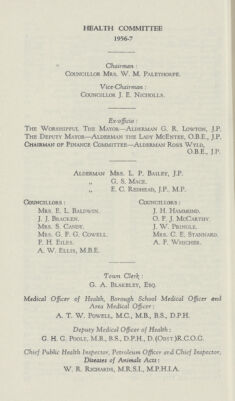 HEALTH COMMITTEE
1956-7
Chairman :
COUNCILLOR MRS. W. M. PALETHORPE.
Vice-Chairman :
COUNCILLOR J. E. NICHOLLS.
Ex-officio :
THE WORSHIPFUL THE MAYOR—ALDERMAN G. R. LOWTON, J.P.
THE DEPUTY MAYOR—ALDERMAN THE LADY MCENTEE, O.B.E., J.P.
CHAIRMAN OF FINANCE COMMITTEE—ALDERMAN ROSS WYLD,
O.B.E., J.P.
ALDERMAN MRS. L. P. BAILEY, J.P.
„ G. S. MACE.
„ E. C. REDHEAD, J.P., M.P.
COUNCILLORS :
MRS. E. L. BALDWIN.
J. J. BRACKEN.
MRS. S. CANDY.
MRS. G. F. G. COWELL.
P. H. EILES.
A. W. ELLIS, M.B.E.
COUNCILLORS :
J. H. HAMMOND.
O. P. J. MCCARTHY
J. W. PRINGLE.
MRS. C. E. STANNARD.
A. F. WHICHER.
Town Clerk :
G. A. BLAKELEY, ESQ.
Medical Officer of Health, Borough School Medical Officer and
Area Medical Officer :
A. T. W. POWELL, M.C., M.B., B.S., D.P.H.
Deputy Medical Officer of Health :
G. H. G. POOLE, M.B., B.S., D.P.H., D.(OBST)R.C.O.G.
Chief Public Health Inspector, Petroleum Officer and Chief Inspector,
Diseases of Animals Acts :
W. R. RICHARDS, M.R.S.I., M.P.H.I.A.